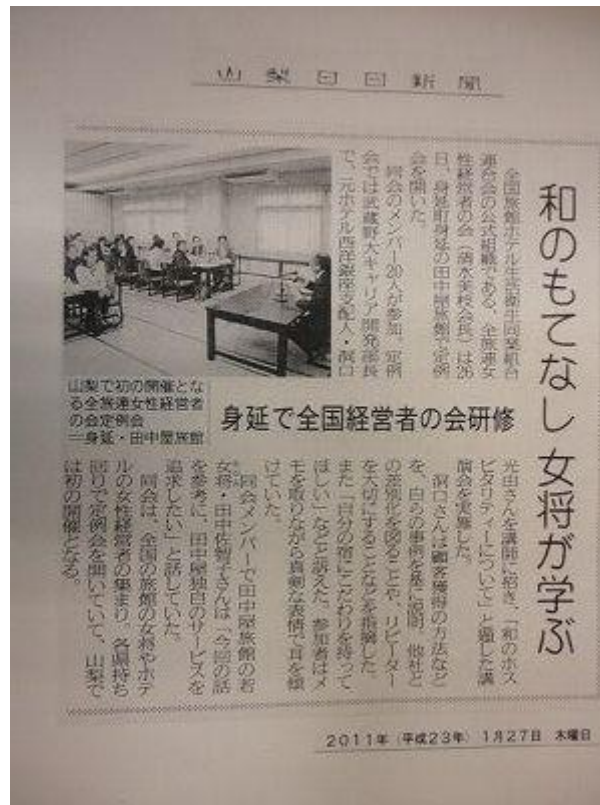 山梨日日新聞
和のもてなし 女将が学ぶ
身延で全国経営者の会研修
全国旅館ホテル生活衛生同業組合
連合会の公式組織である、全旅連女
性経営者の会(清水美枝会長)は26
日、身延町身延の田中屋旅館で定例
会を開いた。
同会のメンバー20人が参加。定例
会では武蔵野大キャリア開発部長
で、元ホテル西洋銀座支配人・洞口
光由さんを講師に招き、「和のホス
ピタリティーについて」と題した講
演会を実施した。
洞口さんは顧客獲得の方法など
を、自らの事例を基に説明。他社と
の差別化を図ることや、リピーター
を大切にすることなどを指摘した。
また「自分の宿にこだわりを持って
ほしい」などと訴えた。参加者はメ
モを取りながら真剣な表情で耳を傾
けていた。
同会メンバーで田中屋旅館の若
女将・田中佐智子さんは「今回の話
を参考に、田中屋独自のサービスを
追求したい」と話していた。
同会は、全国の旅館の女将やホテ
ルの女性経営者の集まり。各県持ち
回りで定例会を開いていて、山梨で
は初の開催となる。
山梨で初の開催とな
る全旅連女性経営者
の会定例会
=身延・田中屋旅館
2011年(平成23年)1月27日 木曜日